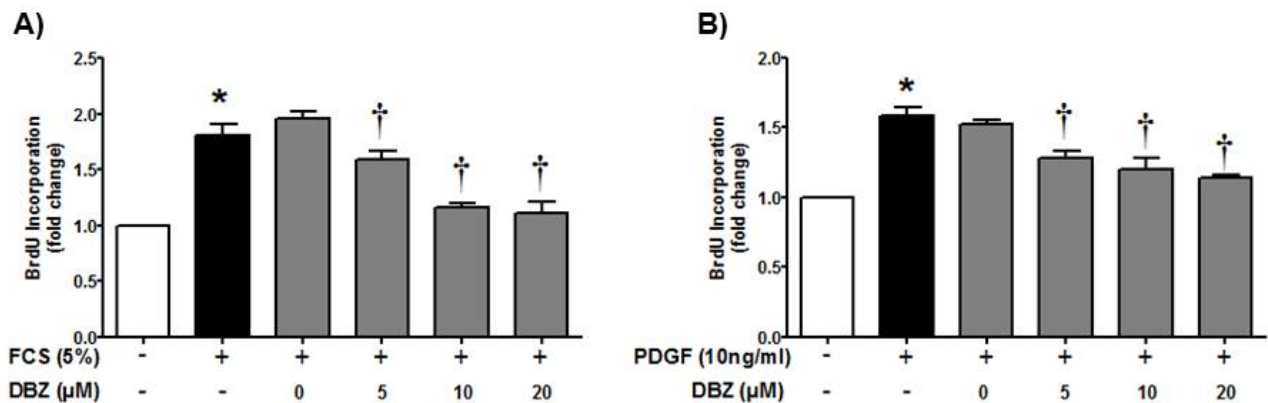 A)
BrdU Incorporation
(fold change)
2.5
2.0
1.5
1.0
0.5
0.0
*
†
†
†
FCS (5%) - + + + + +
DBZ (µM) - - 0 5 10 20
B)
BrdU Incorporation
(fold change)
2.0
1.5
1.0
0.5
0.0
*
†
†
†
PDGF (10ng/ml) - + + + + +
DBZ (µM) - - 0 5 10 20